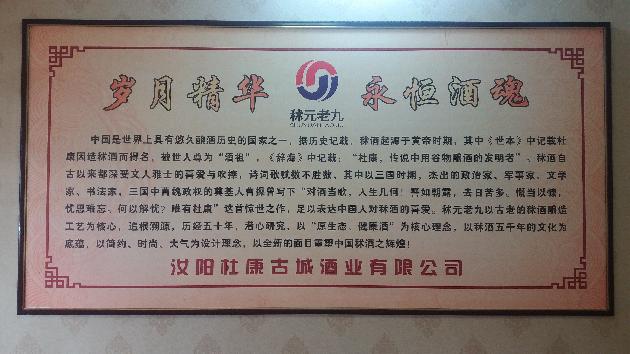 岁月精华 永恒酒魂
秫元老九
中国是世界上具有悠久酿酒历史的国家之一，据历史记载，秫酒起源于黄帝时期，其中《世本》中记载杜
康因造秫酒而得名，被世人尊为“酒祖”，《辞海》中记载：“杜康，传说中用谷物酿酒的发明者”、秫酒自
古以来都深受文人雅士的喜爱与吹捧，诗词歌赋数不胜数，其中以三国时期，杰出的政治家、军事家、文学
家、书法家，三国中曹魏政权的奠基人曹操曾写下“对酒当歌，人生几何！譬如朝露，去日苦多、慨当以慷，
忧思难忘、何以解忧？唯有杜康”这首惊世之作，足以表达中国人对秫酒的喜爱。秫元老九以古老的秫酒酿造
工艺为核心，追根溯源，历经五十年，潜心研究，以“原生态、健康酒”为核心理念，以秫酒五千年的文化为
底蕴，以简约、时尚、大气为设计理念，以全新的面目重塑中国秫酒之辉煌！
汝阳杜康古城酒业有限公司